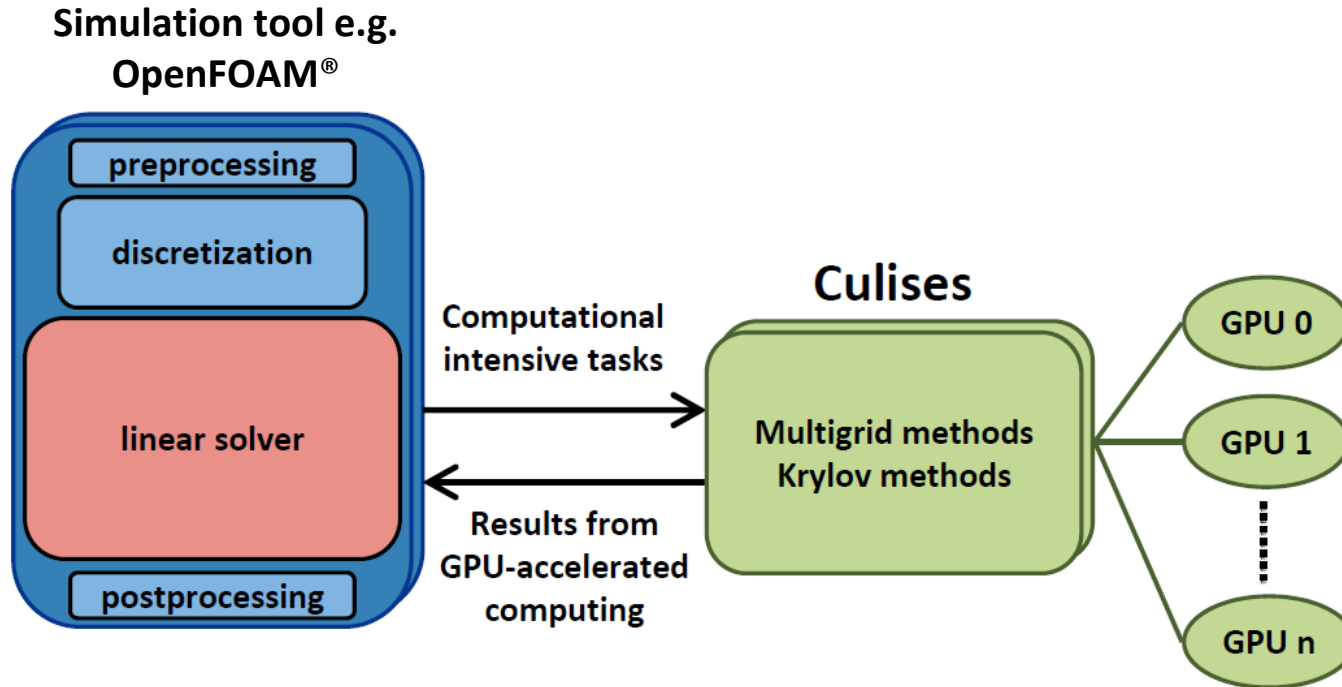 Simulation tool e.g.
OpenFOAM®
preprocessing
discretization
linear solver
postprocessing
Computational
intensive tasks
Results from
GPU-accelerated
computing
Culises
Multigrid methods
Krylov methods
GPU 0
GPU 1
GPU n